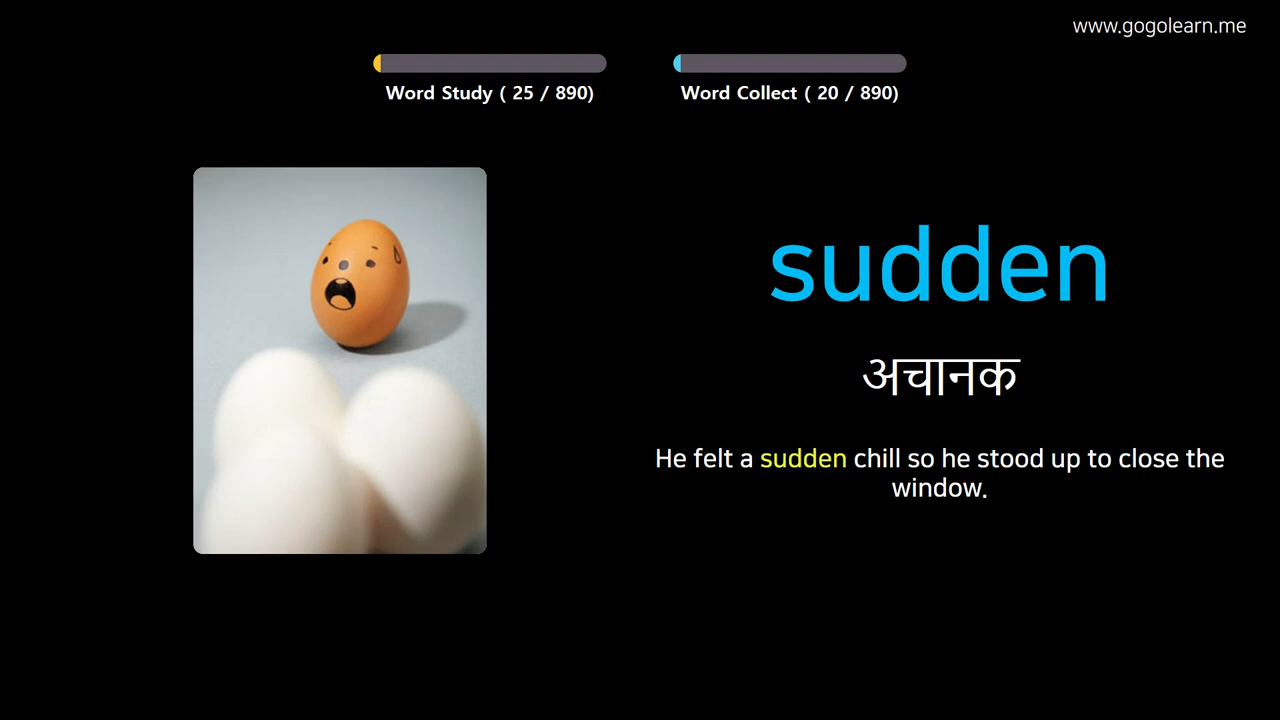 www.gogolearn.me
Word Study ( 25 / 890)
Word Collect ( 20 / 890)
sudden
अचानक
He felt a sudden chill so he stood up to close the
window.